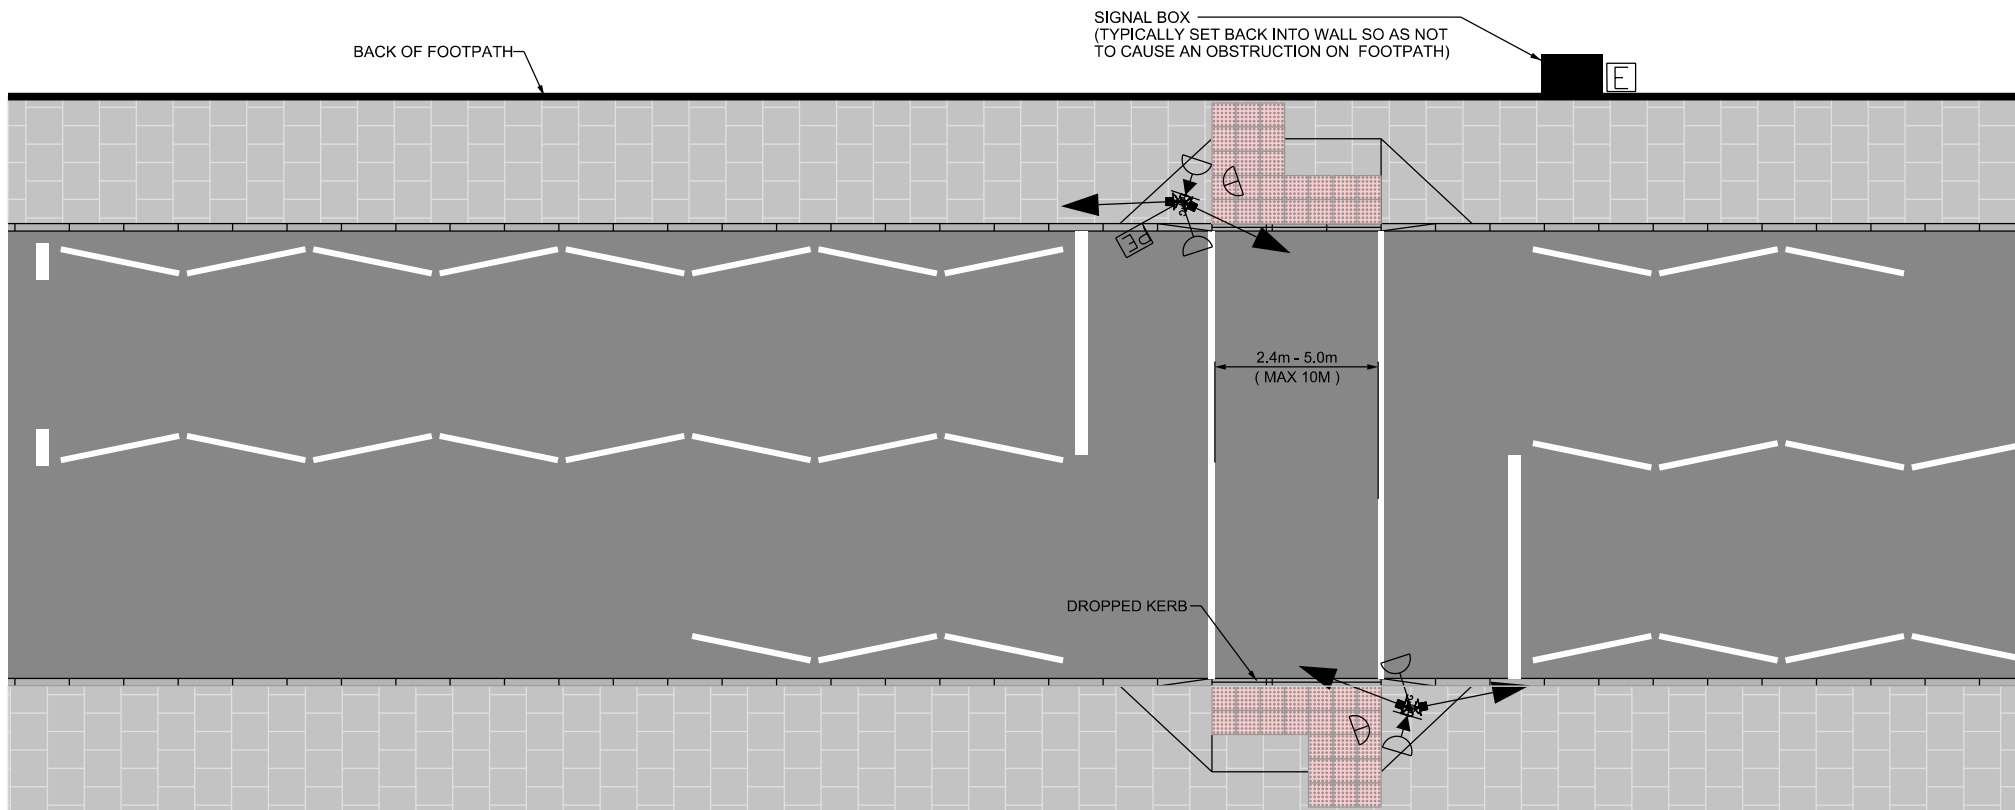 SIGNAL BOX
(TYPICALLY SET BACK INTO WALL SO AS NOT
TO CAUSE AN OBSTRUCTION ON FOOTPATH)
BACK OF FOOTPATH
E
PE
2.4m - 5.0m
( MAX 10M )
DROPPED KERB